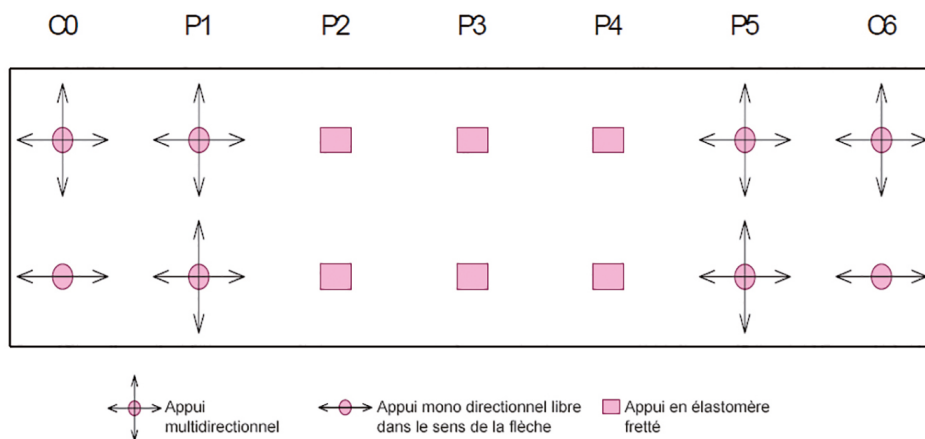 C0 P1 P2 P3 P4 P5 C6
Appui multidirectionnel
Appui mono directionnel libre dans le sens de la flèche
Appui en élastomère fretté